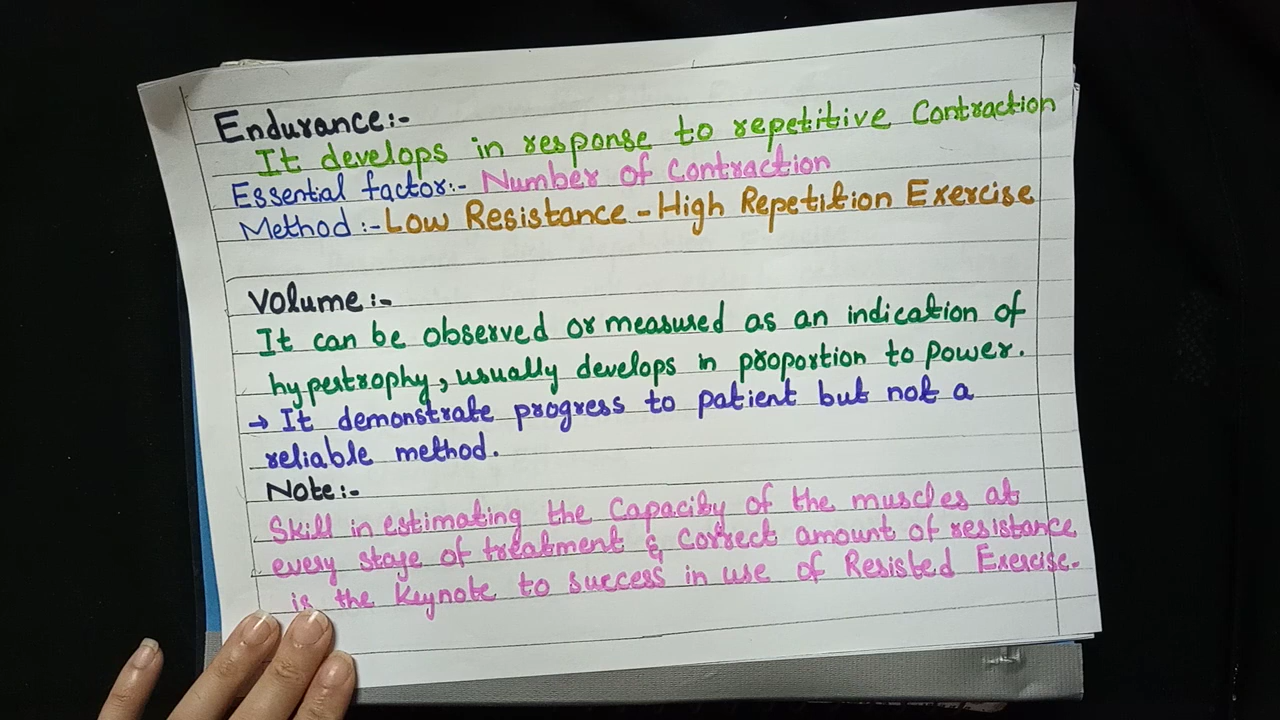 Endurance:-
It develops in response to repetitive Contraction
Essential factor:- Number of contraction
Method:- Low Resistance - High Repetition Exercise
Volume:-
It can be observed or measured as an indication of
hypertrophy, usually develops in proportion to power.
→ It demonstrate progress to patient but not a
reliable method.
Note:-
Skill in estimating the Capacity of the muscles at
every stage of treatment & Correct amount of resistance
is the Keynote to success in use of Resisted Exercise.